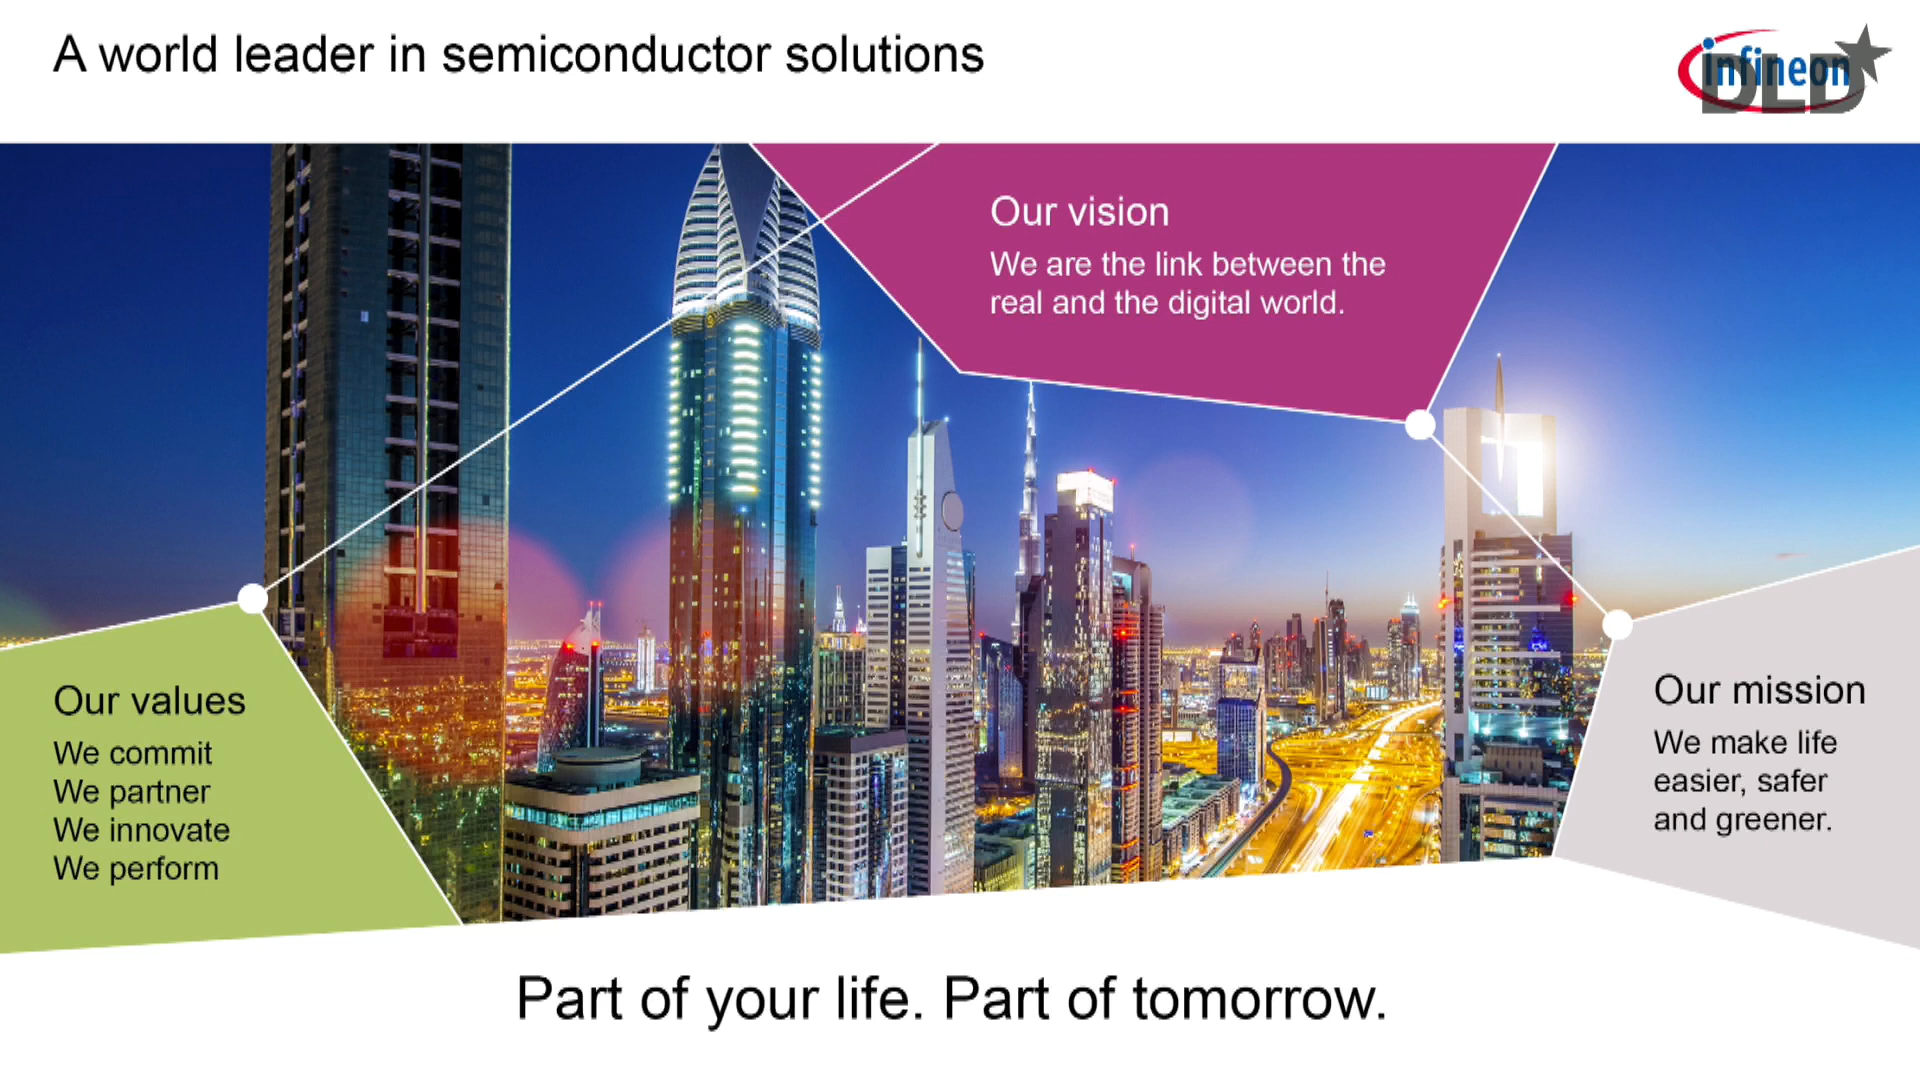 A world leader in semiconductor solutions
infineon
DLD
Our vision
We are the link between the
real and the digital world.
Our values
We commit
We partner
We innovate
We perform
Our mission
We make life
easier, safer
and greener.
Part of your life. Part of tomorrow.